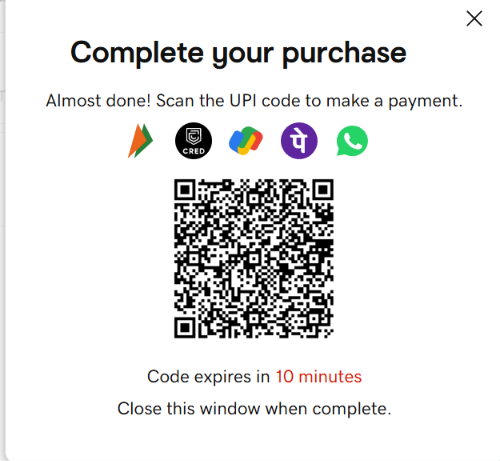 Complete your purchase
Almost done! Scan the UPI code to make a payment.
CRED
पे
Code expires in 10 minutes
Close this window when complete.